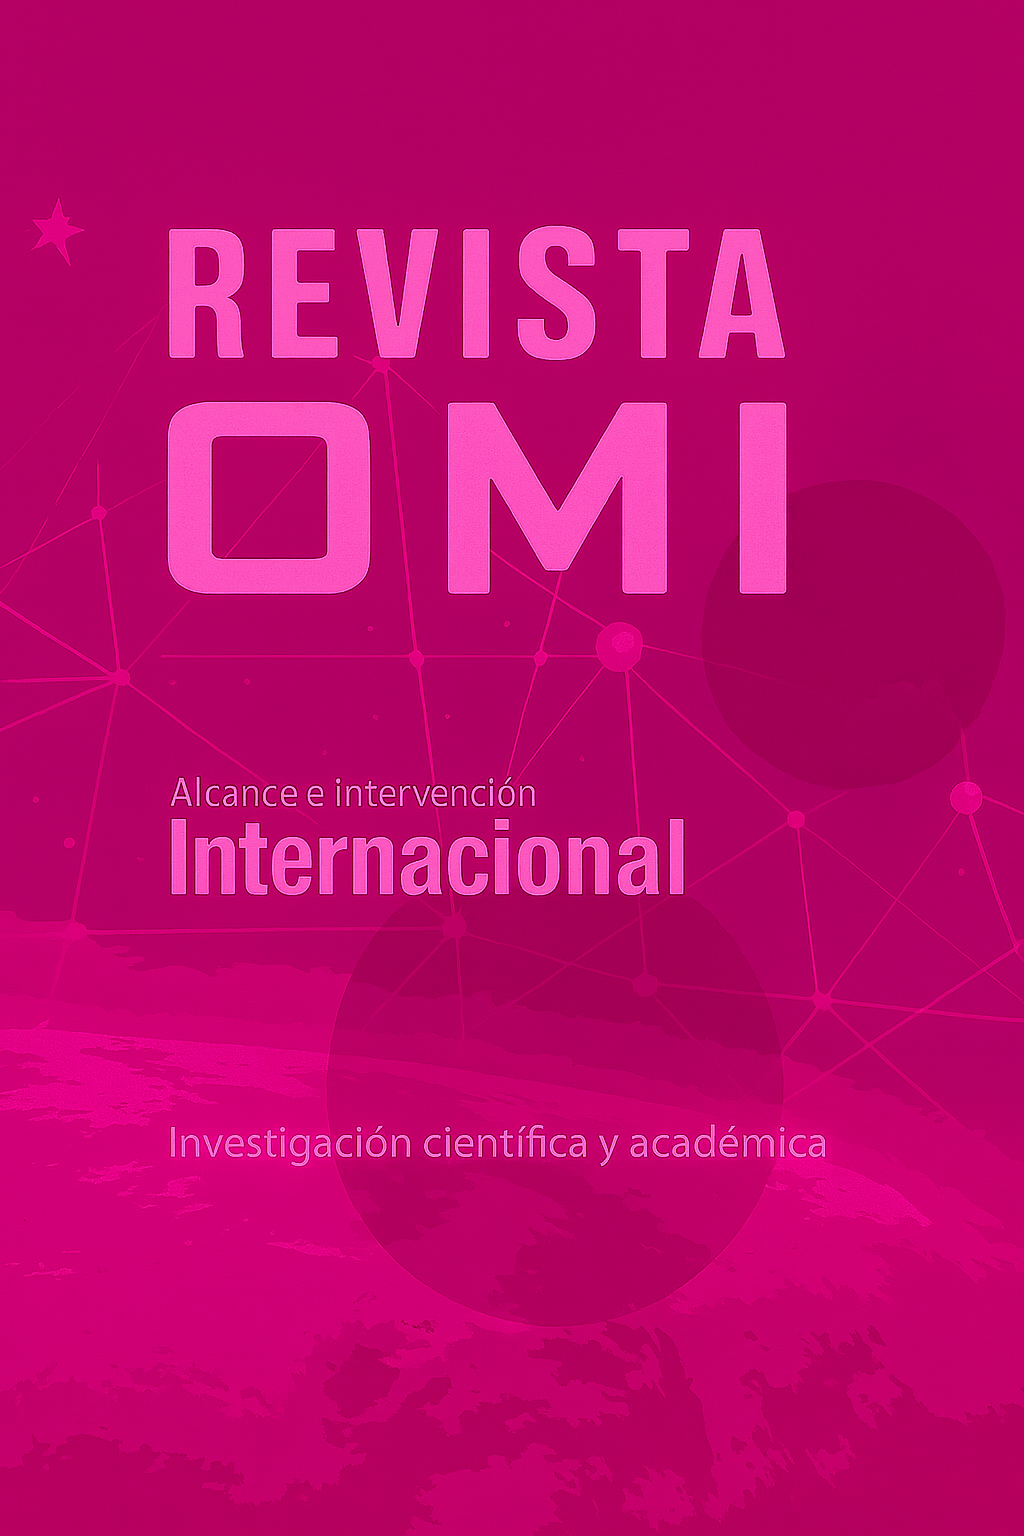 REVISTA
OMI
Alcance e intervención
Internacional
Investigación científica y académica